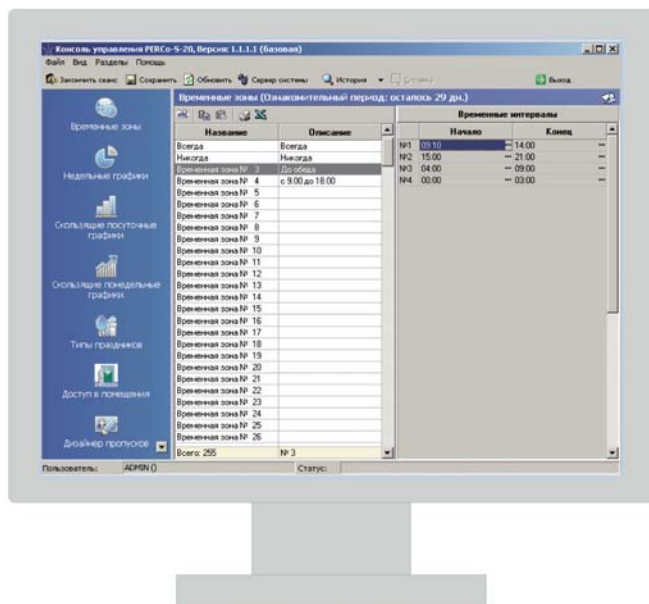 Консоль управления PERCo-S-20, Версия: 1.1.1.1 (базовая)
Файл Вид Разделы Помощь
Закончить сеанс Сохранить Обновить Сервер системы История Справка Выход
Временные зоны (Ознакомительный период: осталось 29 дн.)
Временные зоны
Недельные графики
Скользящие посуточные
графики
Скользящие понедельные
графики
Типы праздников
Доступ в помещения
Дизайнер пропусков
Название Описание
Всегда Всегда
Никогда Никогда
Временная зона № 3 До обеда
Временная зона № 4 с 9.00 до 18.00
Временная зона № 5
Временная зона № 6
Временная зона № 7
Временная зона № 8
Временная зона № 9
Временная зона № 10
Временная зона № 11
Временная зона № 12
Временная зона № 13
Временная зона № 14
Временная зона № 15
Временная зона № 16
Временная зона № 17
Временная зона № 18
Временная зона № 19
Временная зона № 20
Временная зона № 21
Временная зона № 22
Временная зона № 23
Временная зона № 24
Временная зона № 25
Временная зона № 26
Всего: 255 № 3
Временные интервалы
Начало Конец
№1 09:10 14:00
№2 15:00 21:00
№3 04:00 09:00
№4 00:00 03:00
Пользователь: ADMIN () Статус: